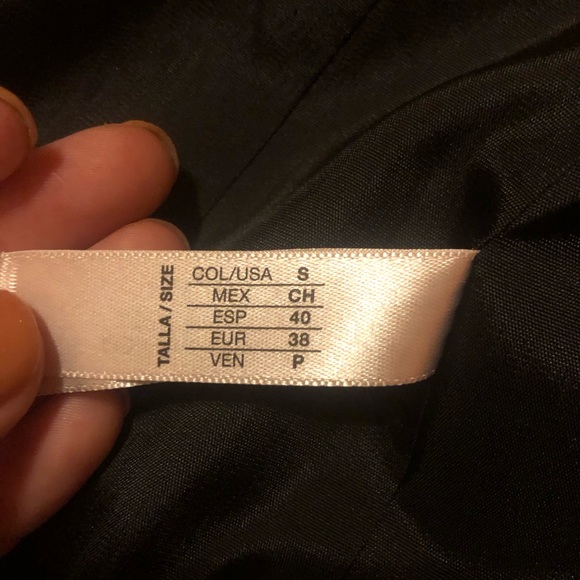 TALLA / SIZE
COL/USA S
MEX CH
ESP 40
EUR 38
VEN P